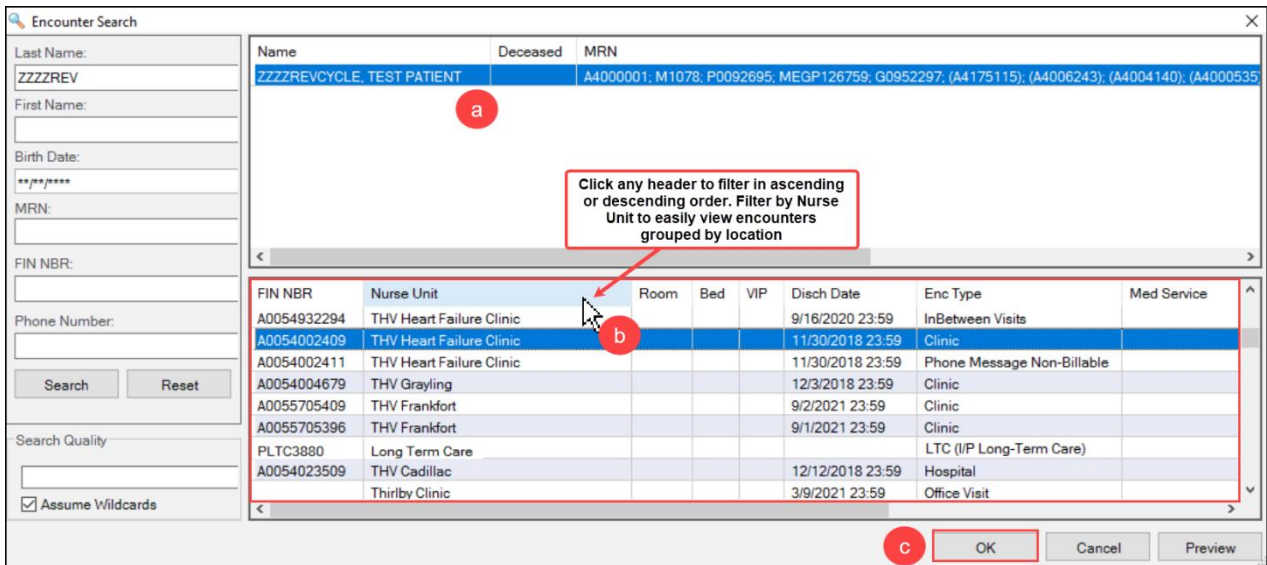 Encounter Search
Last Name:
ZZZZREV
First Name:
Birth Date:
**/**/****
MRN:
FIN NBR:
Phone Number:
Search Reset
Search Quality
Assume Wildcards
Name Deceased MRN
ZZZZREVCYCLE, TEST PATIENT A4000001; M1078; P0092695; MEGP126759; G0952297; (A4175115); (A4006243); (A4004140); (A4000535)
a
Click any header to filter in ascending
or descending order. Filter by Nurse
Unit to easily view encounters
grouped by location
FIN NBR Nurse Unit Room Bed VIP Disch Date Enc Type Med Service
A0054932294 THV Heart Failure Clinic 9/16/2020 23:59 InBetween Visits
b
A0054002409 THV Heart Failure Clinic 11/30/2018 23:59 Clinic
A0054002411 THV Heart Failure Clinic 11/30/2018 23:59 Phone Message Non-Billable
A0054004679 THV Grayling 12/3/2018 23:59 Clinic
A0055705409 THV Frankfort 9/2/2021 23:59 Clinic
A0055705396 THV Frankfort 9/1/2021 23:59 Clinic
PLTC3880 Long Term Care LTC (I/P Long-Term Care)
A0054023509 THV Cadillac 12/12/2018 23:59 Hospital
Thirlby Clinic 3/9/2021 23:59 Office Visit
c OK Cancel Preview